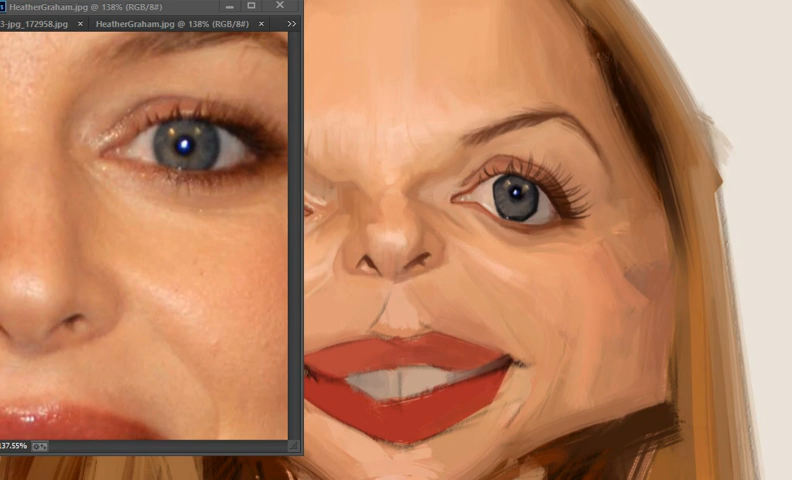 HeatherGraham.jpg @ 138% (RGB/8#)
3-jpg_172958.jpg × HeatherGraham.jpg @ 138% (RGB/8#) × >>
137.55%